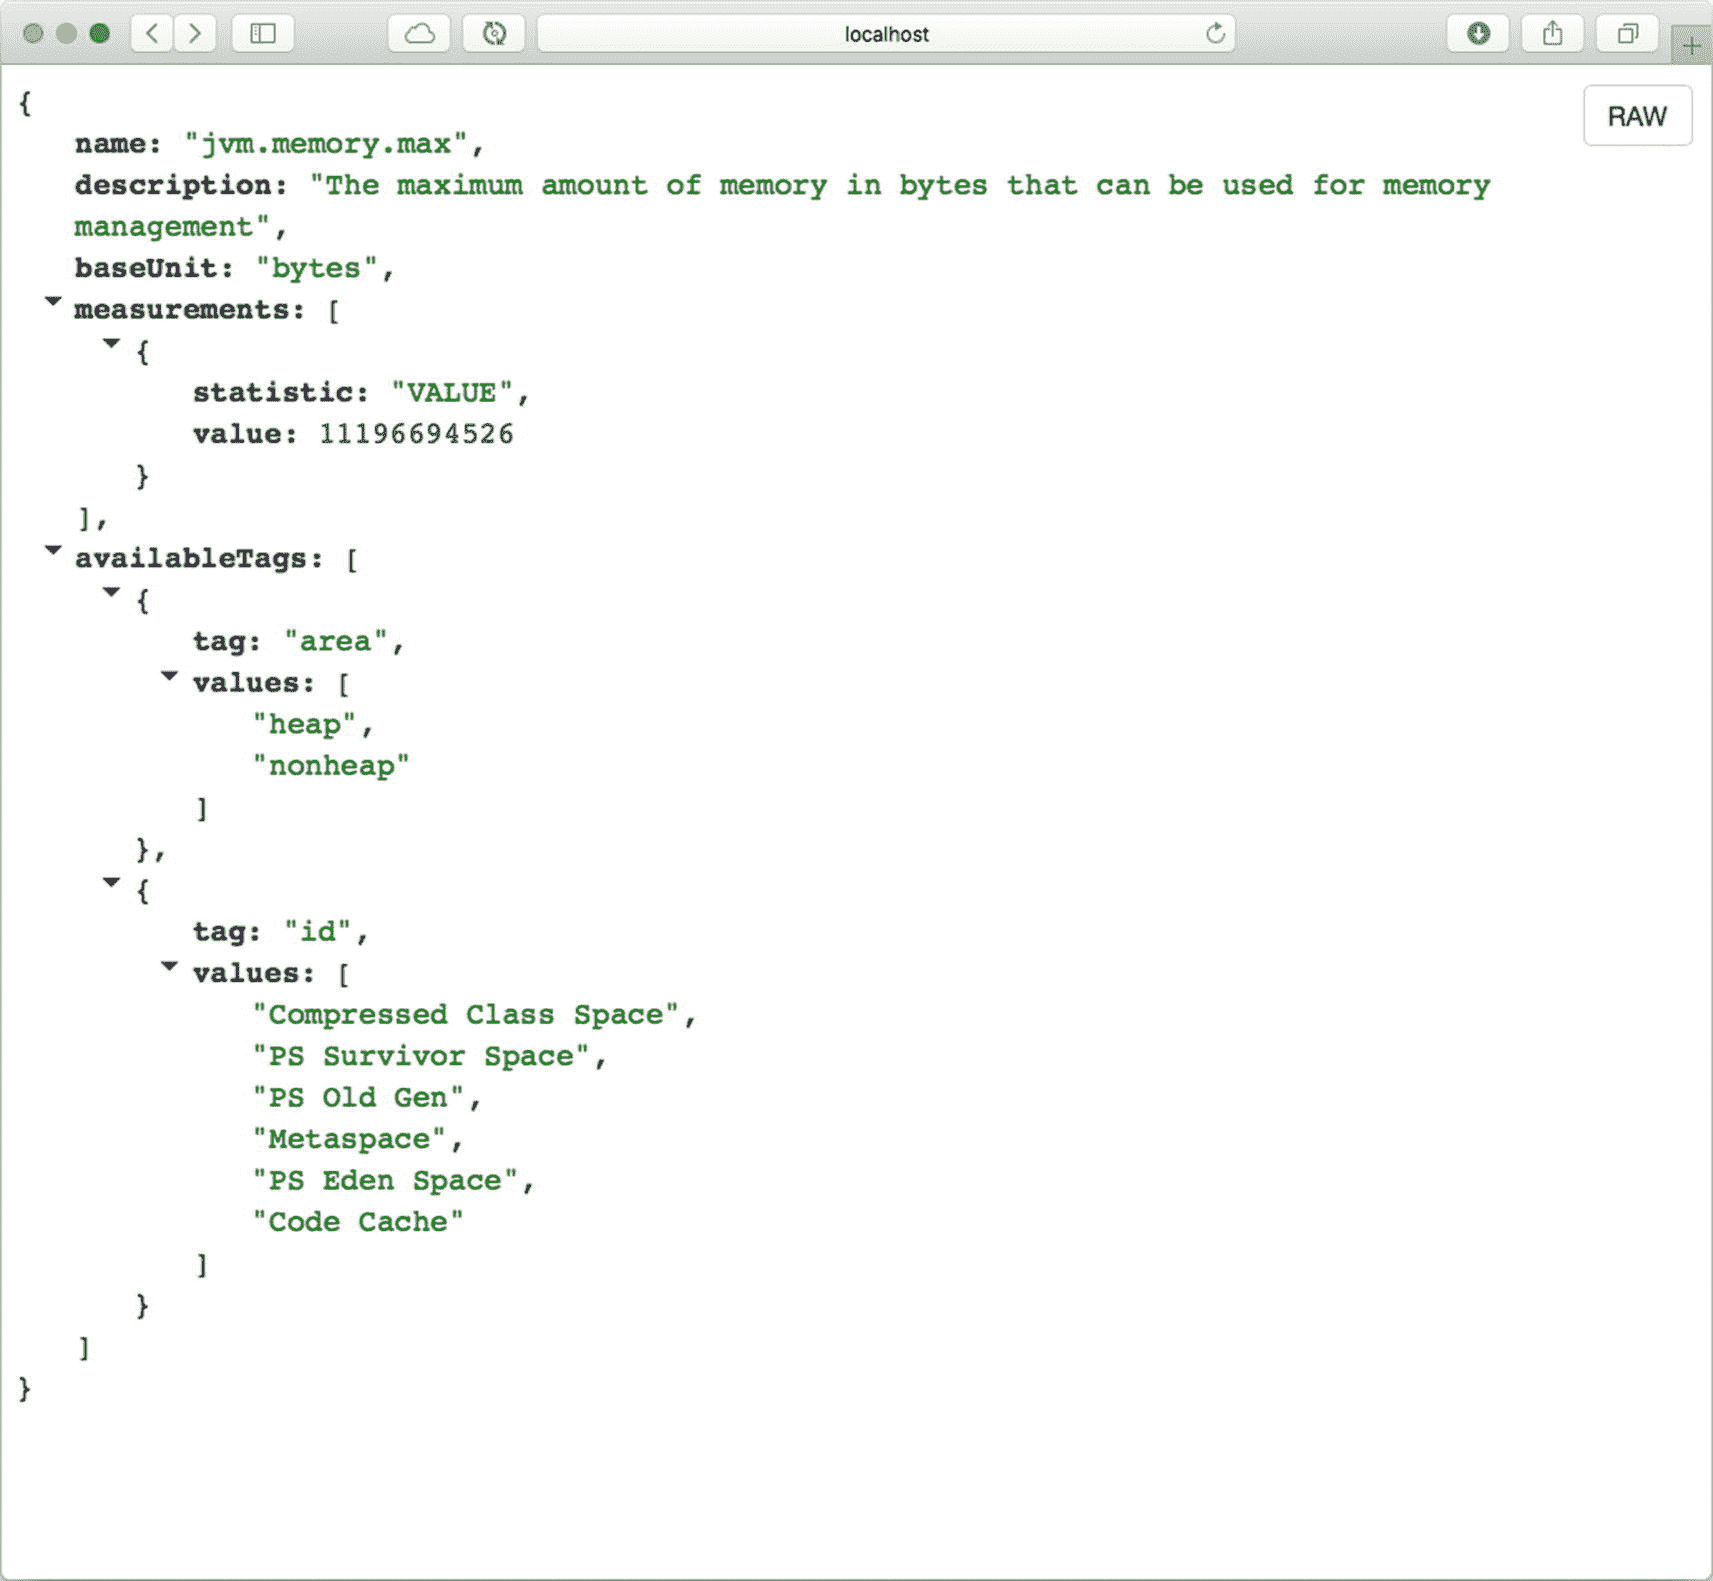 localhost
RAW
{
name: "jvm.memory.max",
description: "The maximum amount of memory in bytes that can be used for memory
management",
baseUnit: "bytes",
measurements: [
{
statistic: "VALUE",
value: 11196694526
}
],
availableTags: [
{
tag: "area",
values: [
"heap",
"nonheap"
]
},
{
tag: "id",
values: [
"Compressed Class Space",
"PS Survivor Space",
"PS Old Gen",
"Metaspace",
"PS Eden Space",
"Code Cache"
]
}
]
}